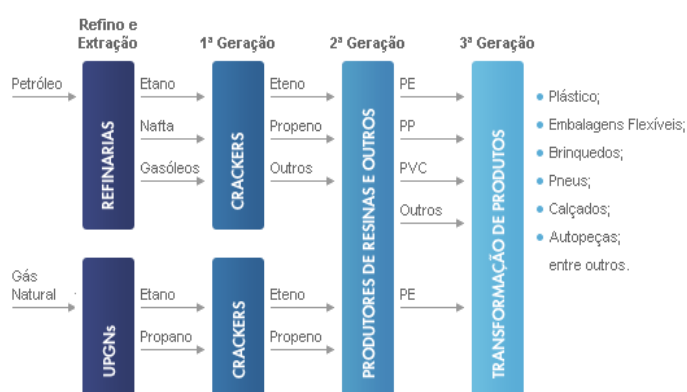 Refino e
Extração
1ª Geração
2ª Geração
3ª Geração
Petróleo
REFINARIAS
Etano
Nafta
Gasóleos
CRACKERS
Eteno
Propeno
Outros
PRODUTORES DE RESINAS E OUTROS
PE
PP
PVC
Outros
TRANSFORMAÇÃO DE PRODUTOS
• Plástico;
• Embalagens Flexíveis;
• Brinquedos;
• Pneus;
• Calçados;
• Autopeças;
entre outros.
Gás
Natural
UPGNs
Etano
Propano
CRACKERS
Eteno
Propeno
PE